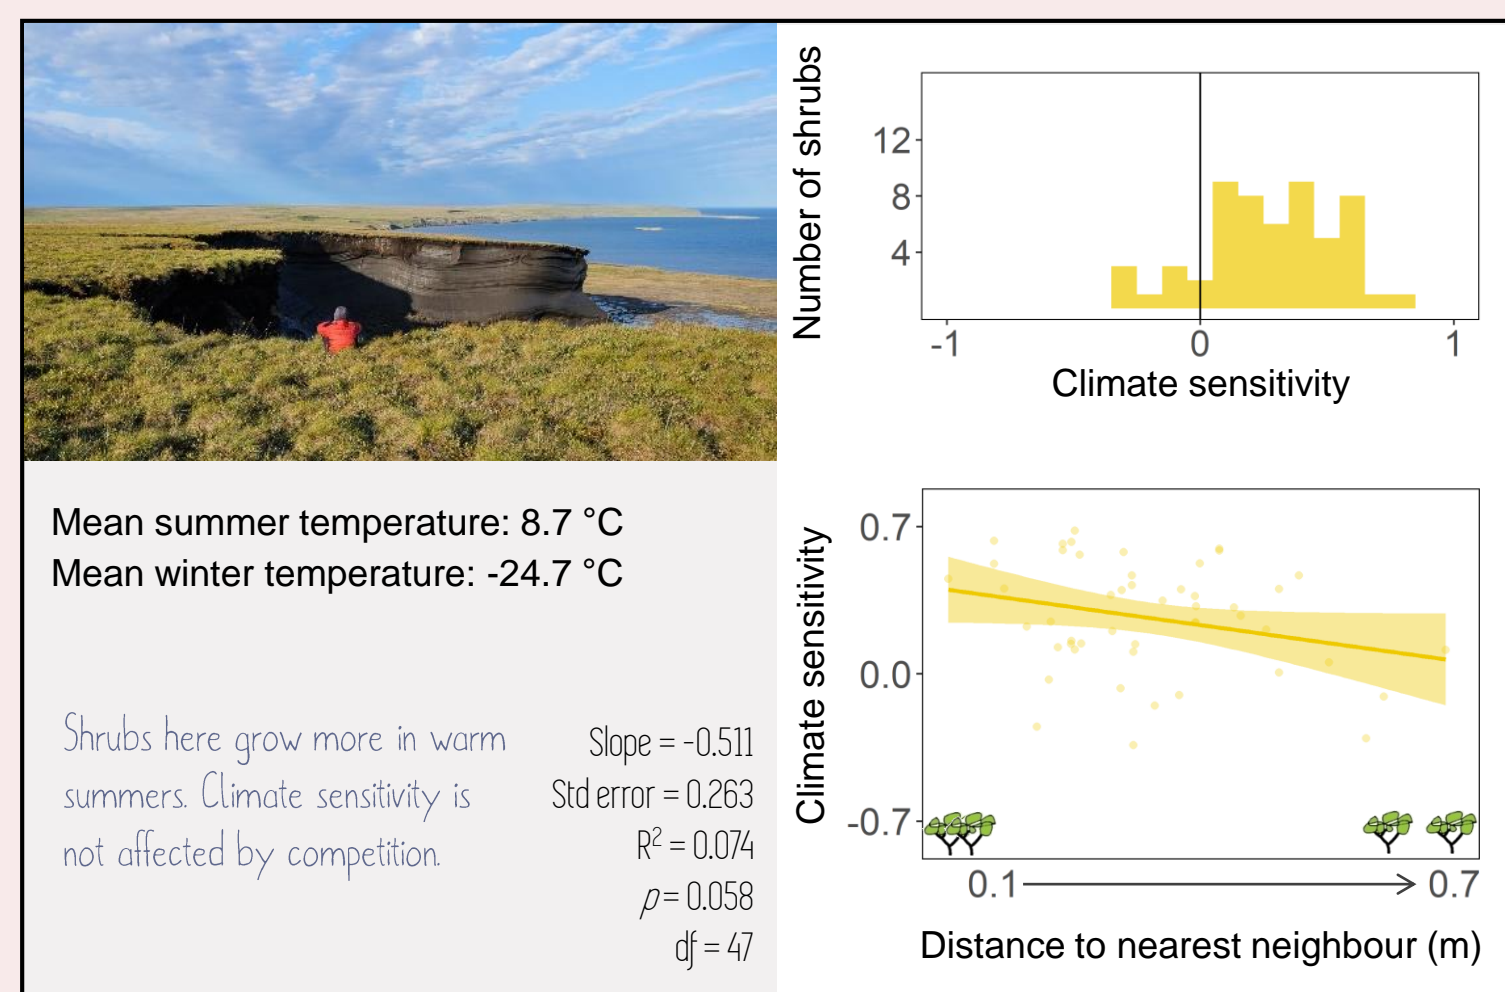 Mean summer temperature: 8.7 °C
Mean winter temperature: -24.7 °C
Shrubs here grow more in warm
summers. Climate sensitivity is
not affected by competition.
Slope = -0.511
Std error = 0.263
R² = 0.074
p = 0.058
df = 47
Number of shrubs
12
8
4
-1 0 1
Climate sensitivity
Climate sensitivity
0.7
0.0
-0.7
0.1 0.7
Distance to nearest neighbour (m)